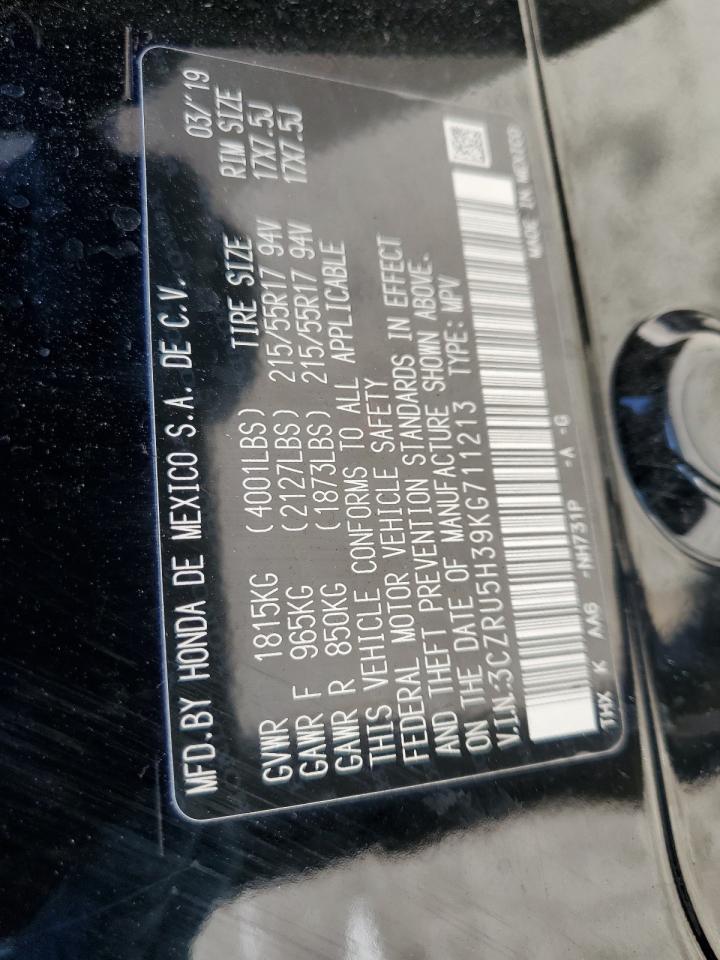 MFD.BY HONDA DE MEXICO S.A. DE C.V. 03/'19
TIRE SIZE RIM SIZE
GVWR 1815KG (4001LBS)
GAWR F 965KG (2127LBS) 215/55R17 94V 17X7.5J
GAWR R 850KG (1873LBS) 215/55R17 94V 17X7.5J
THIS VEHICLE CONFORMS TO ALL APPLICABLE
FEDERAL MOTOR VEHICLE SAFETY
AND THEFT PREVENTION STANDARDS IN EFFECT
ON THE DATE OF MANUFACTURE SHOWN ABOVE.
V.I.N:3CZRU5H39KG711213 TYPE: MPV
THX K AA6 -NH731P -A -G MADE IN MEXICO